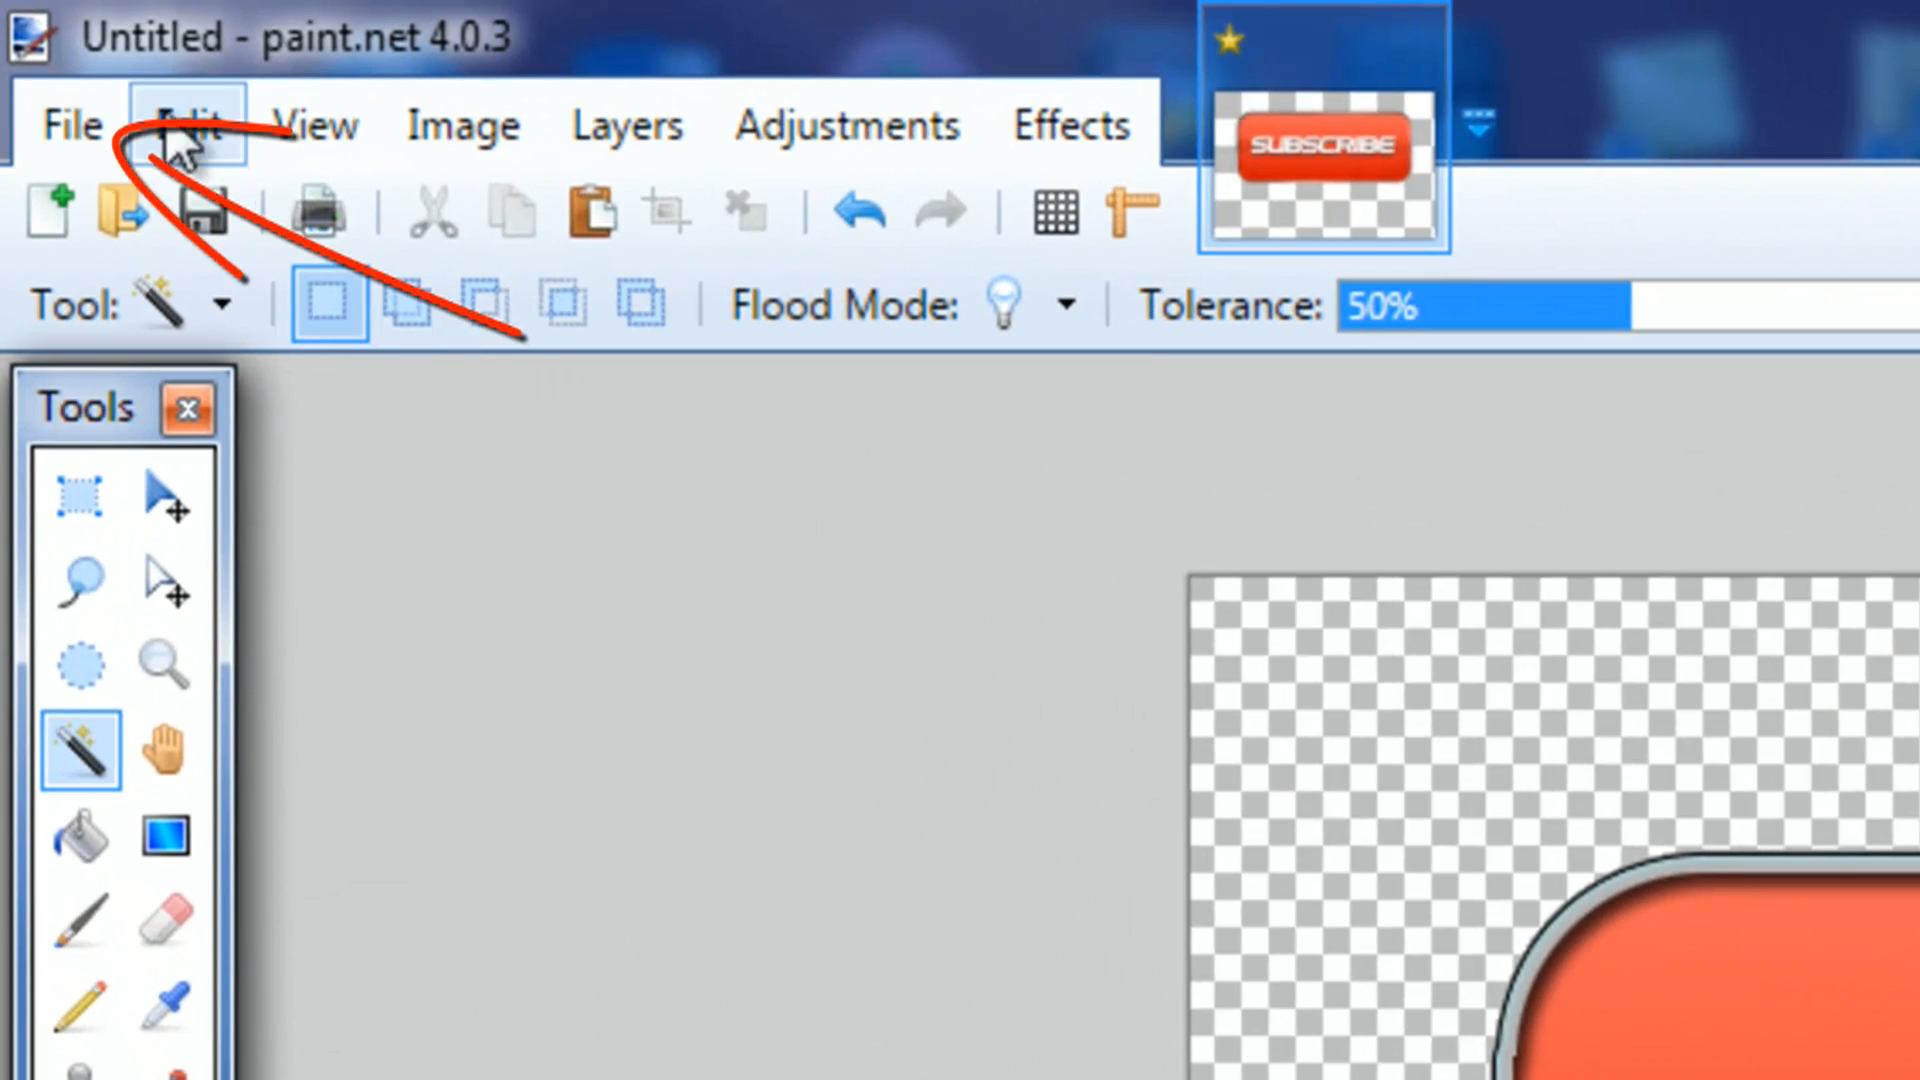 Untitled - paint.net 4.0.3
File Edit View Image Layers Adjustments Effects
SUBSCRIBE
Tool: Flood Mode: Tolerance: 50%
Tools